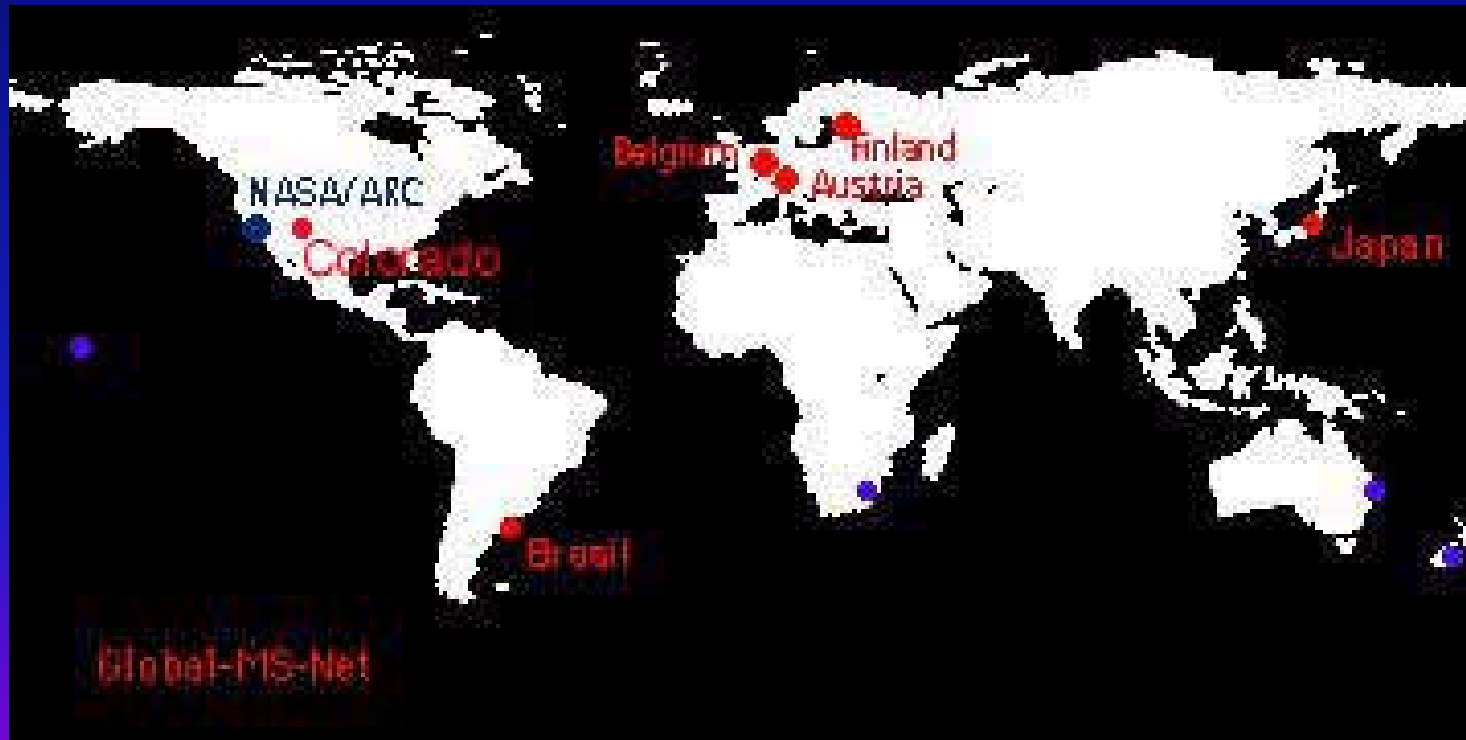 Belgium
Finland
Austria
NASA/ARC
Colorado
Japan
Brasil
Global-MS-Net